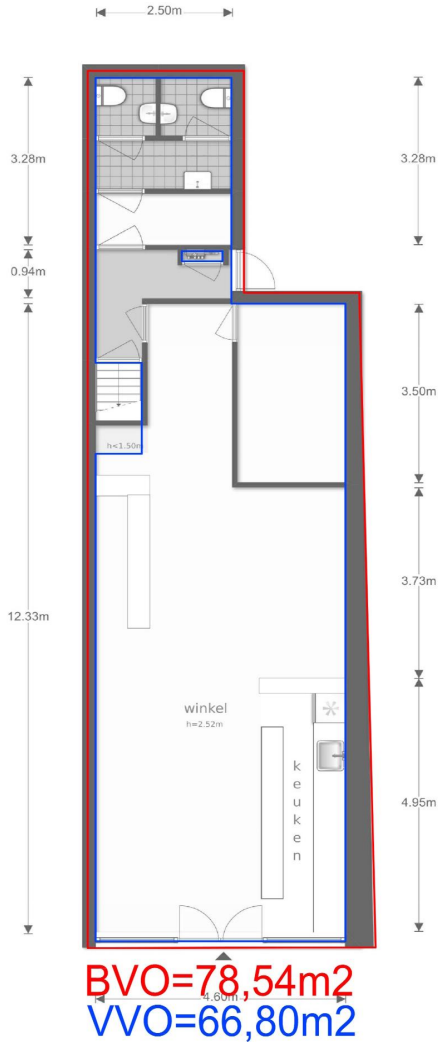 2.50m
3.28m
3.28m
0.94m
3.50m
h<1.50m
3.73m
12.33m
winkel
h=2.52m
keuken
4.95m
BVO=78,54m2
4.60m
VVO=66,80m2